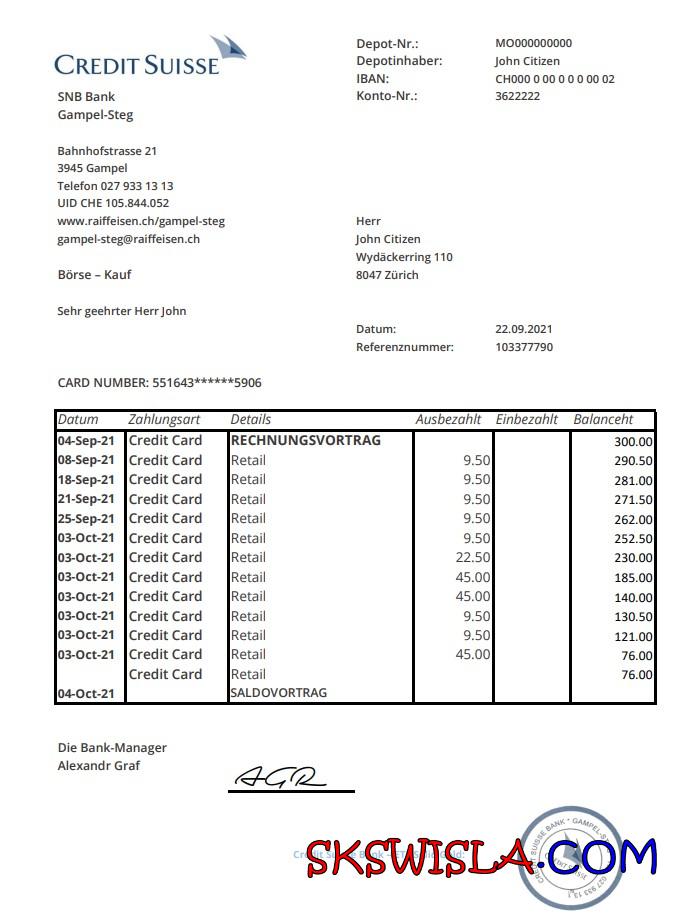 CREDIT SUISSE
SNB Bank
Gampel-Steg
Bahnhofstrasse 21
3945 Gampel
Telefon 027 933 13 13
UID CHE 105.844.052
www.raiffeisen.ch/gampel-steg
gampel-steg@raiffeisen.ch
Börse – Kauf
Sehr geehrter Herr John
Depot-Nr.: MO000000000
Depotinhaber: John Citizen
IBAN: CH000 0 00 0 0 0 00 02
Konto-Nr.: 3622222
Herr
John Citizen
Wydäckerring 110
8047 Zürich
Datum: 22.09.2021
Referenznummer: 103377790
CARD NUMBER: 551643******5906
Datum Zahlungsart Details Ausbezahlt Einbezahlt Balanceht
04-Sep-21 Credit Card RECHNUNGSVORTRAG 300.00
08-Sep-21 Credit Card Retail 9.50 290.50
18-Sep-21 Credit Card Retail 9.50 281.00
21-Sep-21 Credit Card Retail 9.50 271.50
25-Sep-21 Credit Card Retail 9.50 262.00
03-Oct-21 Credit Card Retail 9.50 252.50
03-Oct-21 Credit Card Retail 22.50 230.00
03-Oct-21 Credit Card Retail 45.00 185.00
03-Oct-21 Credit Card Retail 45.00 140.00
03-Oct-21 Credit Card Retail 9.50 130.50
03-Oct-21 Credit Card Retail 9.50 121.00
03-Oct-21 Credit Card Retail 45.00 76.00
Credit Card Retail 76.00
04-Oct-21 SALDOVORTRAG
Die Bank-Manager
Alexandr Graf
AGR
SKSWISLA.COM